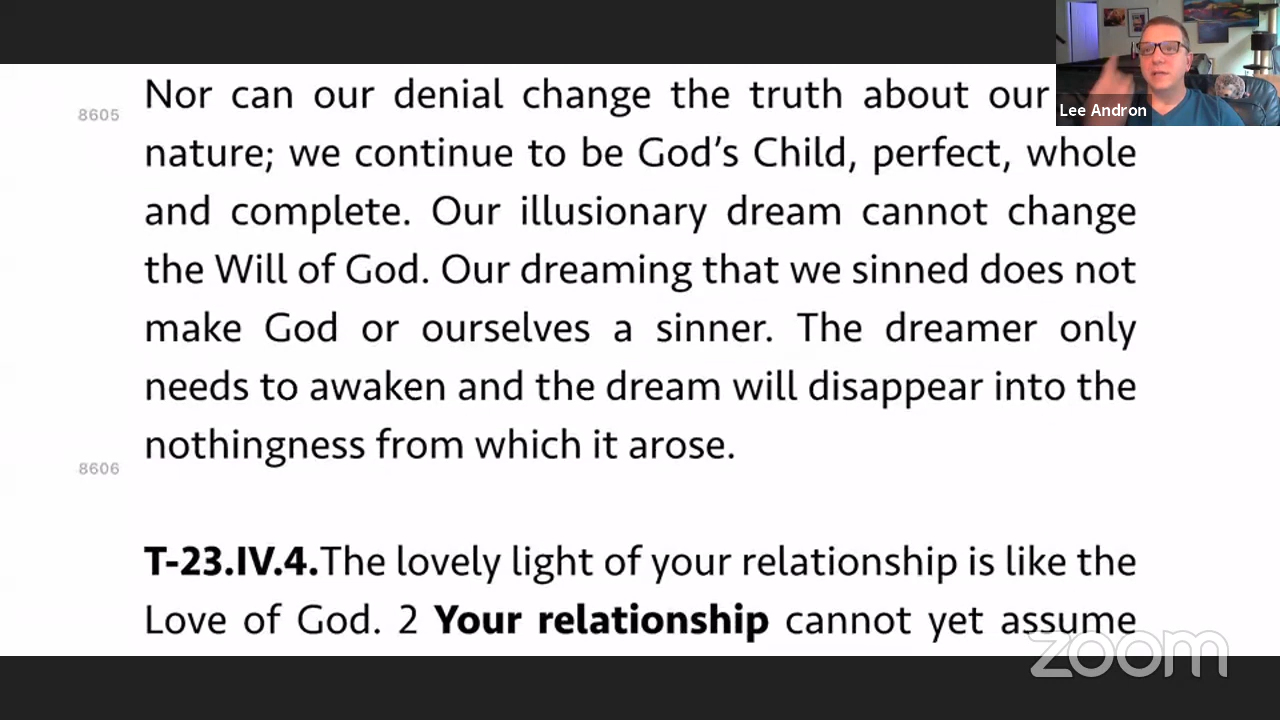 8605
Nor can our denial change the truth about our
nature; we continue to be God's Child, perfect, whole
and complete. Our illusionary dream cannot change
the Will of God. Our dreaming that we sinned does not
make God or ourselves a sinner. The dreamer only
needs to awaken and the dream will disappear into the
nothingness from which it arose.
8606
T-23.IV.4.The lovely light of your relationship is like the
Love of God. 2 Your relationship cannot yet assume
Lee Andron
zoom